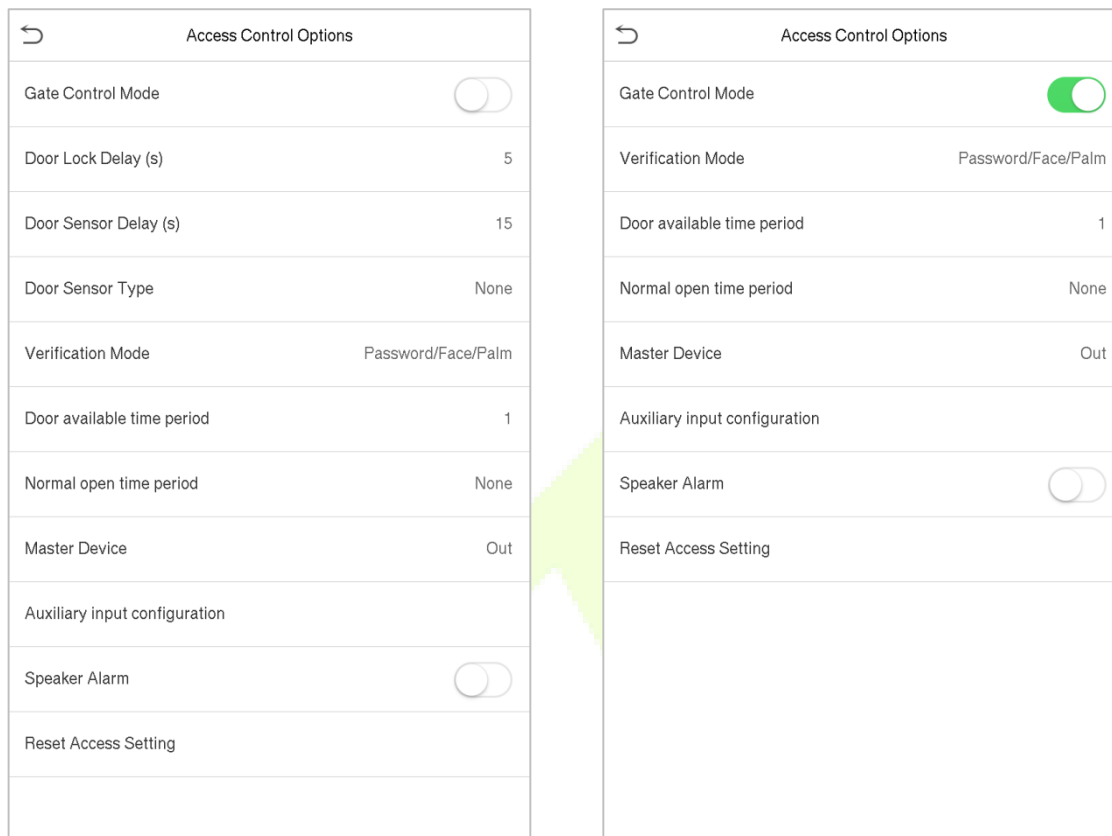 Access Control Options
Gate Control Mode
Door Lock Delay (s) 5
Door Sensor Delay (s) 15
Door Sensor Type None
Verification Mode Password/Face/Palm
Door available time period 1
Normal open time period None
Master Device Out
Auxiliary input configuration
Speaker Alarm
Reset Access Setting
Access Control Options
Gate Control Mode
Verification Mode Password/Face/Palm
Door available time period 1
Normal open time period None
Master Device Out
Auxiliary input configuration
Speaker Alarm
Reset Access Setting